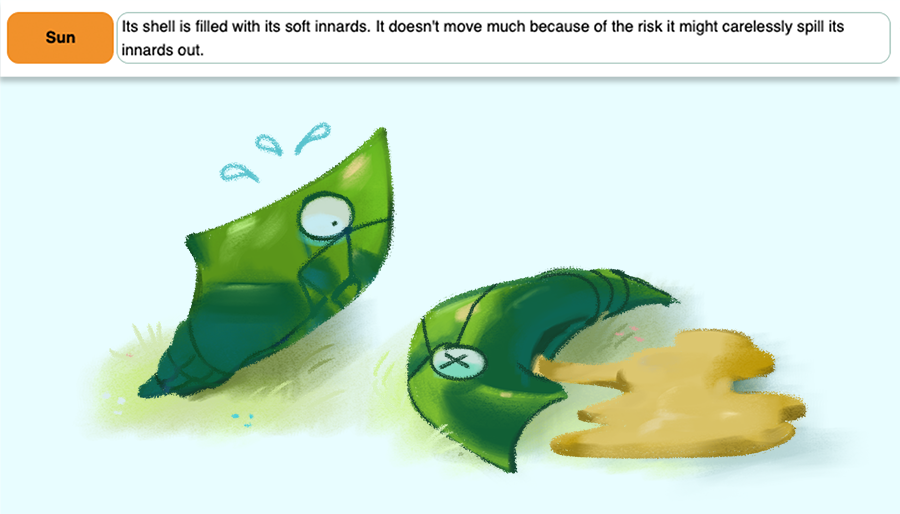 Sun
Its shell is filled with its soft innards. It doesn't move much because of the risk it might carelessly spill its
innards out.